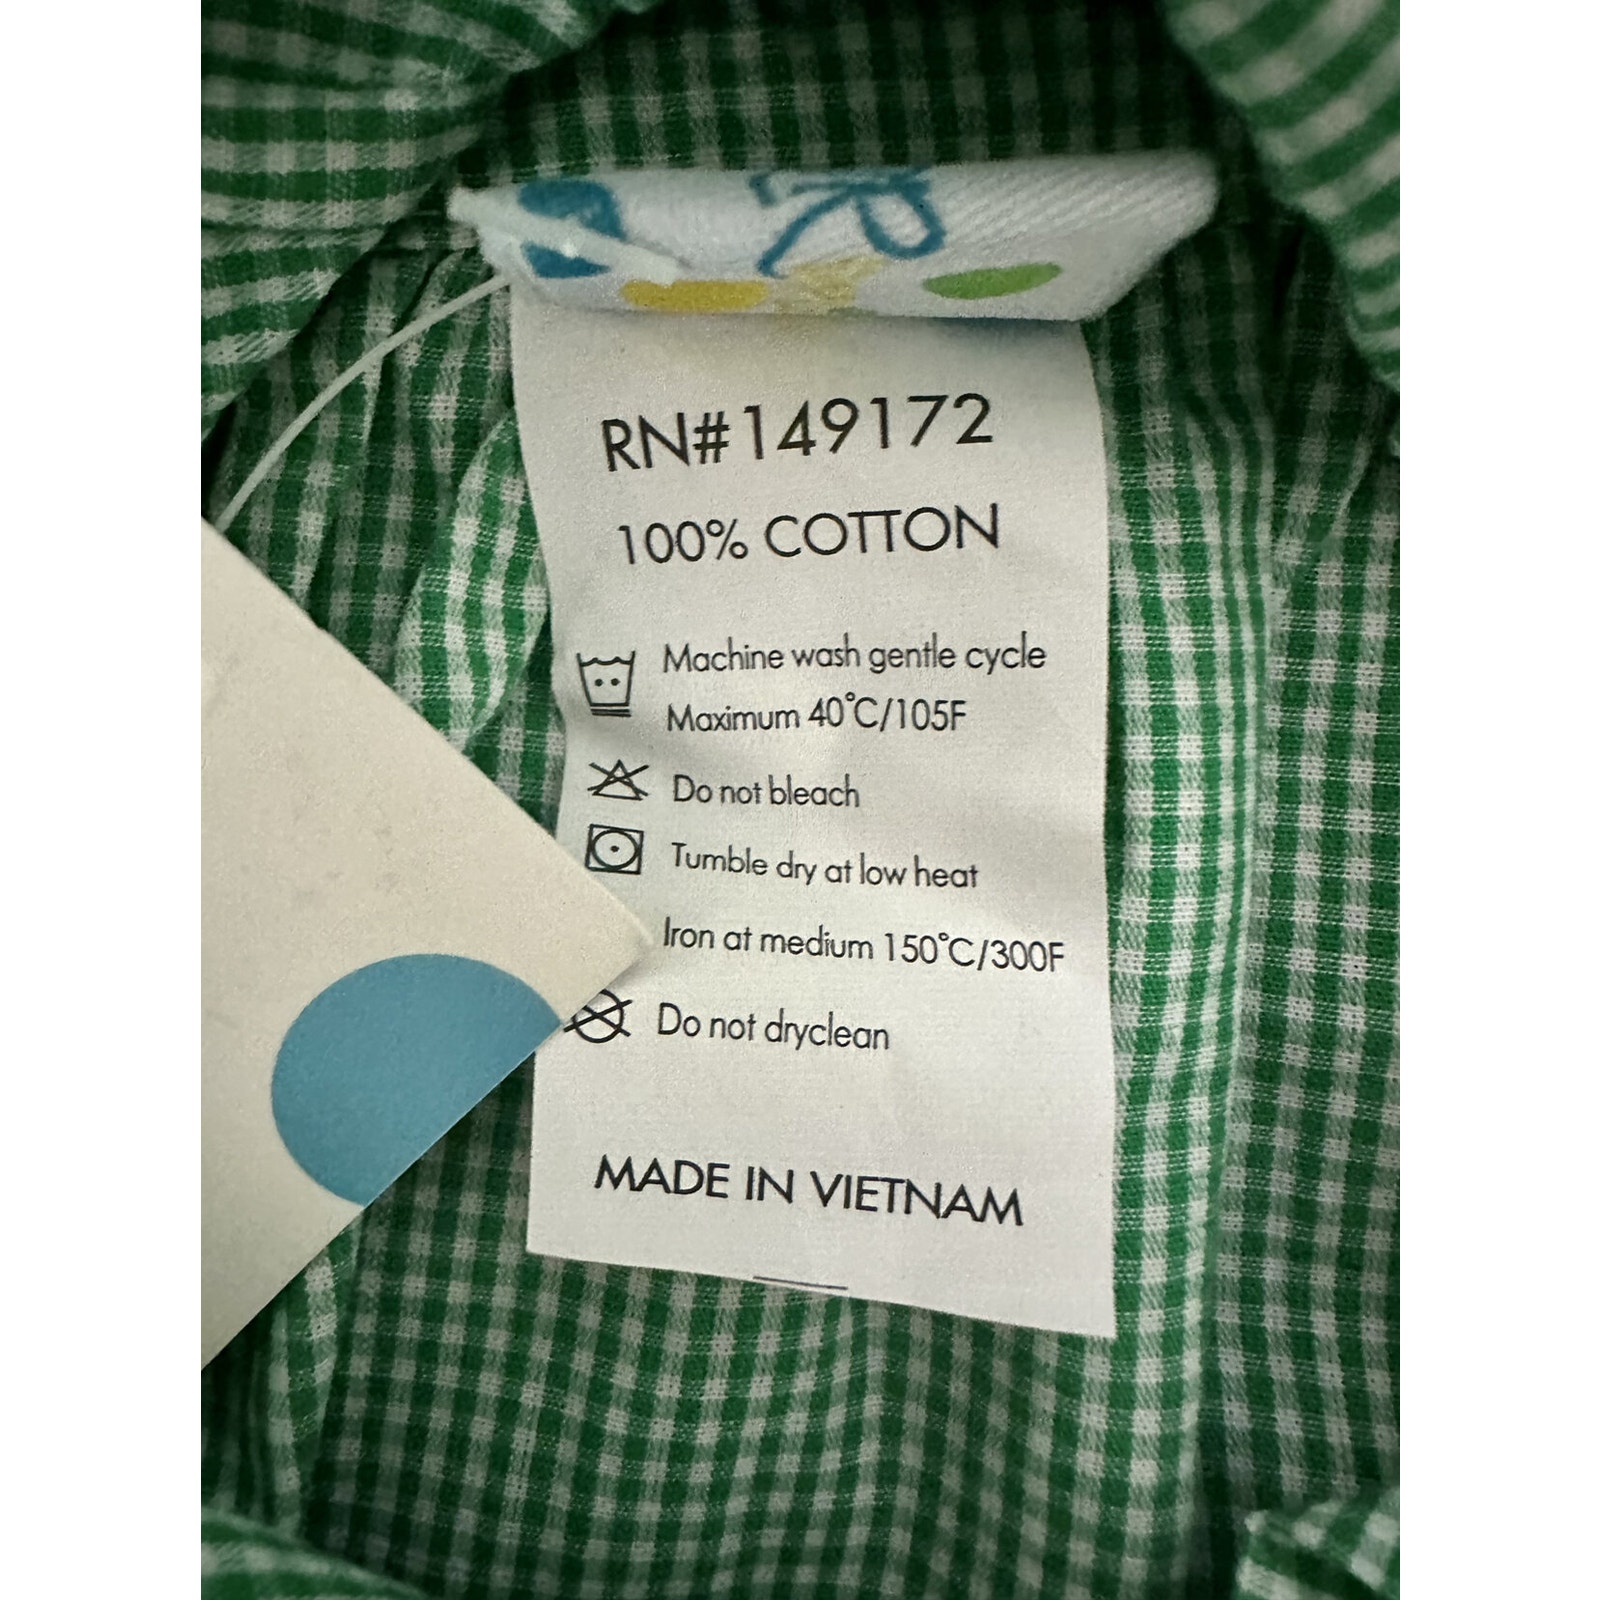 RN#149172
100% COTTON
Machine wash gentle cycle
Maximum 40°C/105F
Do not bleach
Tumble dry at low heat
Iron at medium 150°C/300F
Do not dryclean
MADE IN VIETNAM